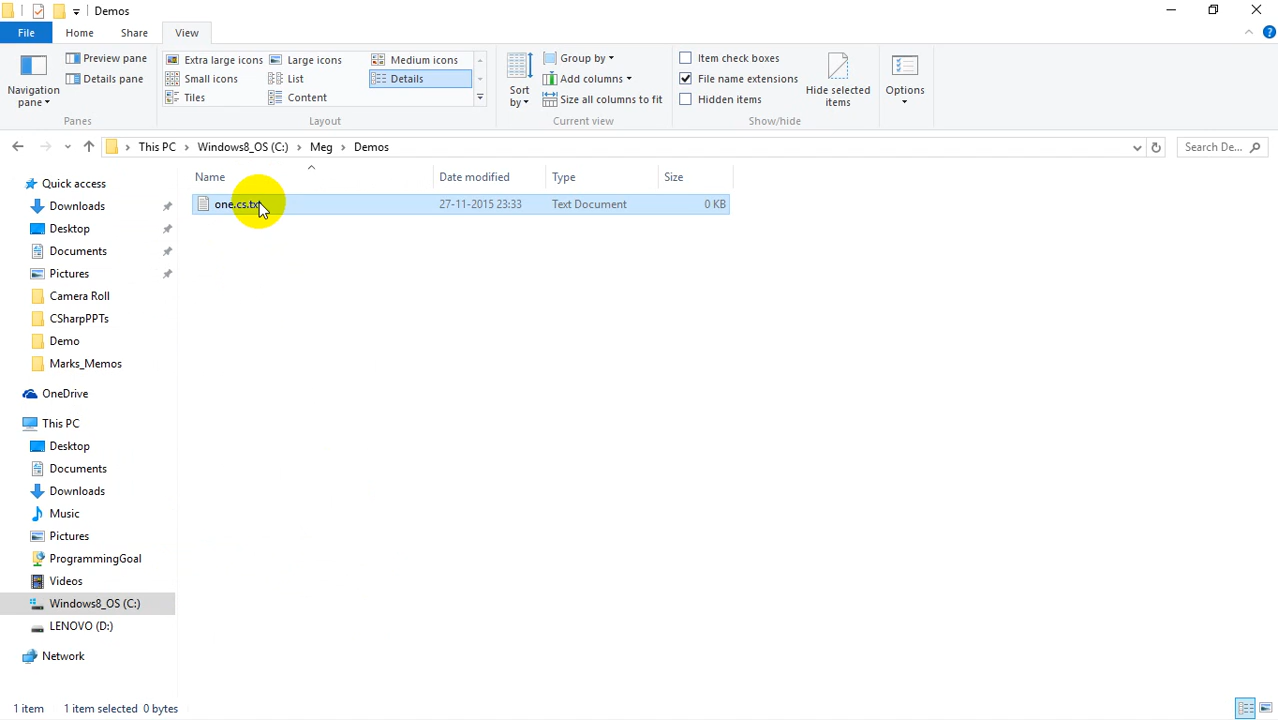 Demos
File Home Share View
Navigation pane
Preview pane
Details pane
Panes
Extra large icons Large icons Medium icons
Small icons List Details
Tiles Content
Layout
Sort by
Group by
Add columns
Size all columns to fit
Current view
Item check boxes
File name extensions
Hidden items
Hide selected items
Show/hide
Options
This PC > Windows8_OS (C:) > Meg > Demos
Search De...
Name Date modified Type Size
one.cs.txt 27-11-2015 23:33 Text Document 0 KB
Quick access
Downloads
Desktop
Documents
Pictures
Camera Roll
CSharpPPTs
Demo
Marks_Memos
OneDrive
This PC
Desktop
Documents
Downloads
Music
Pictures
ProgrammingGoal
Videos
Windows8_OS (C:)
LENOVO (D:)
Network
1 item 1 item selected 0 bytes